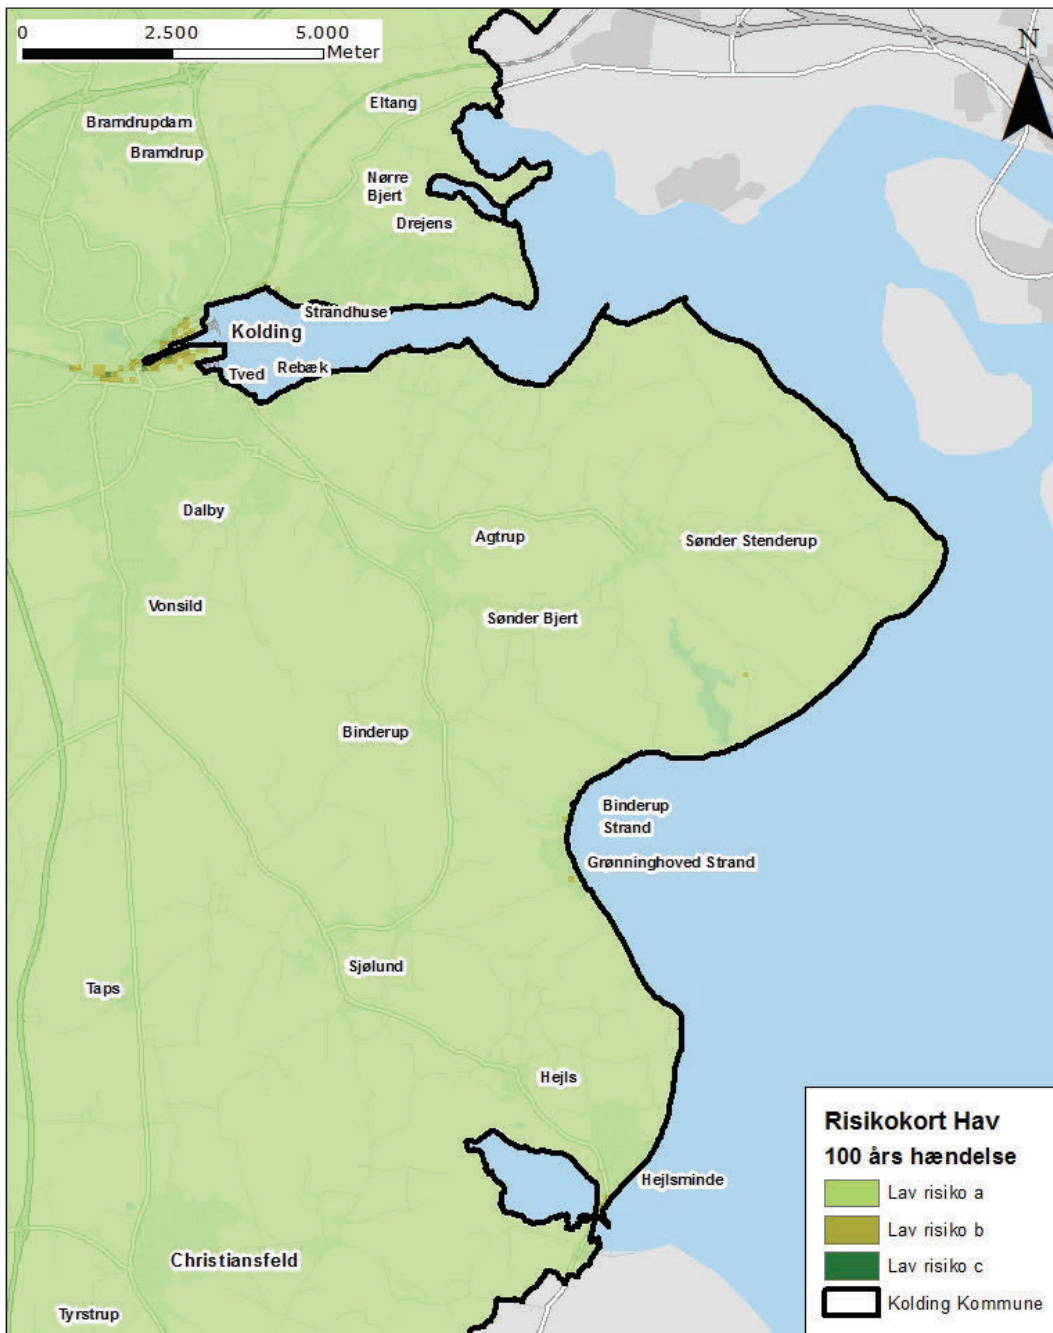 0 2.500 5.000
Meter
N
Eltang
Bramdrupdam
Bramdrup
Nørre
Bjert
Drejens
Strandhuse
Kolding
Rebæk
Tved
Dalby
Agtrup
Sønder Stenderup
Vonsild
Sønder Bjert
Binderup
Binderup
Strand
Grønninghoved Strand
Sjølund
Taps
Hejls
Hejlsminde
Christiansfeld
Tyrstrup
Risikokort Hav
100 års hændelse
Lav risiko a
Lav risiko b
Lav risiko c
Kolding Kommune